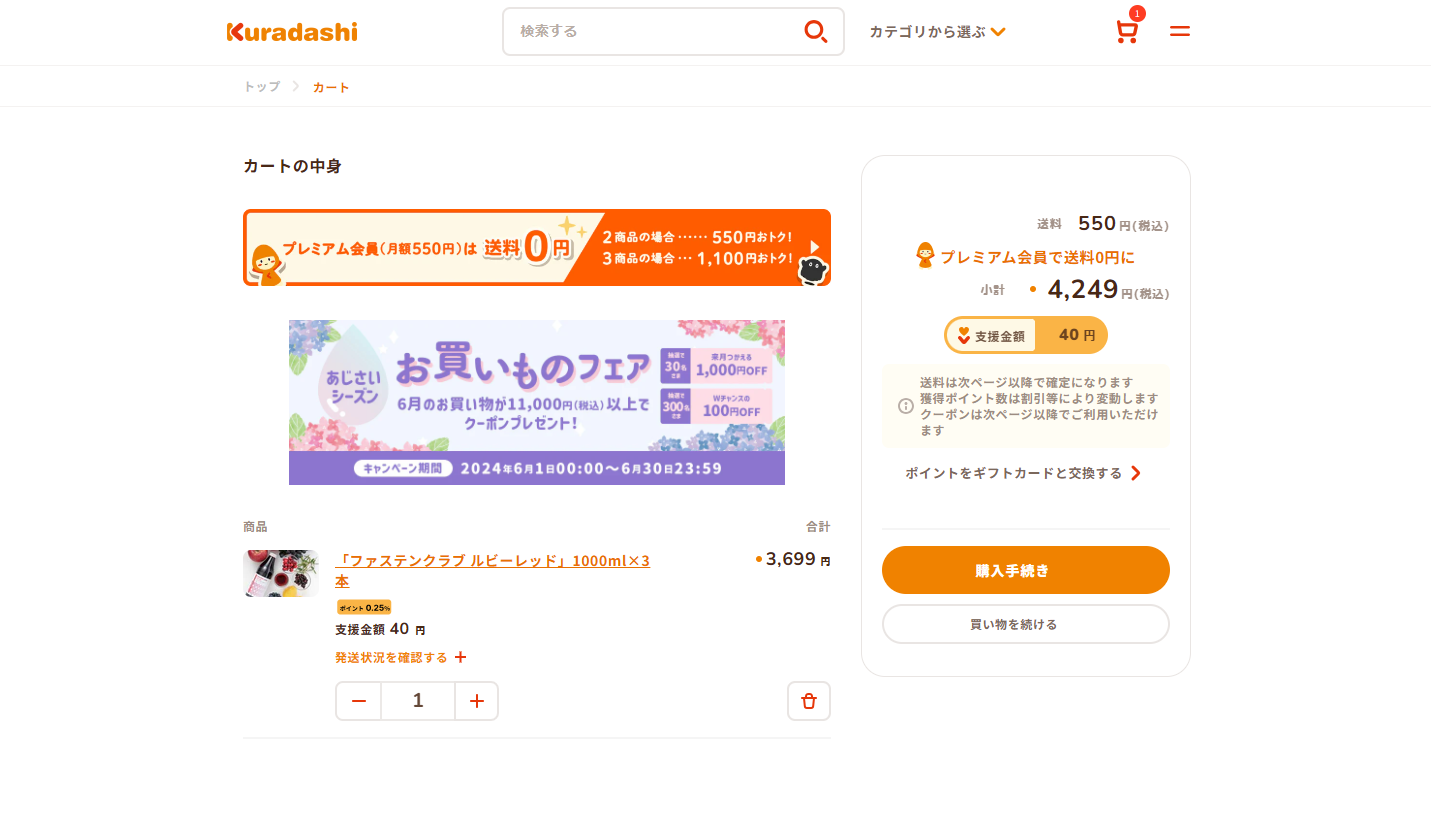 Kuradashi
検索する
カテゴリから選ぶ
1
トップ
カート
カートの中身
プレミアム会員(月額550円)は 送料0円
2商品の場合…… 550円おトク!
3商品の場合… 1,100円おトク!
あじさい
シーズン
お買いものフェア
6月のお買い物が11,000円(税込)以上で
クーポンプレゼント!
抽選で
30名
さま
来月つかえる
1,000円OFF
抽選で
300名
さま
Wチャンスの
100円OFF
キャンペーン期間 2024年6月1日00:00〜6月30日23:59
商品
合計
「ファステンクラブ ルビーレッド」1000ml×3
本
3,699 円
ポイント 0.25%
支援金額 40 円
発送状況を確認する
1
送料 550 円(税込)
プレミアム会員で送料0円に
小計 4,249 円(税込)
支援金額 40 円
送料は次ページ以降で確定になります
獲得ポイント数は割引等により変動します
クーポンは次ページ以降でご利用いただけ
ます
ポイントをギフトカードと交換する
購入手続き
買い物を続ける